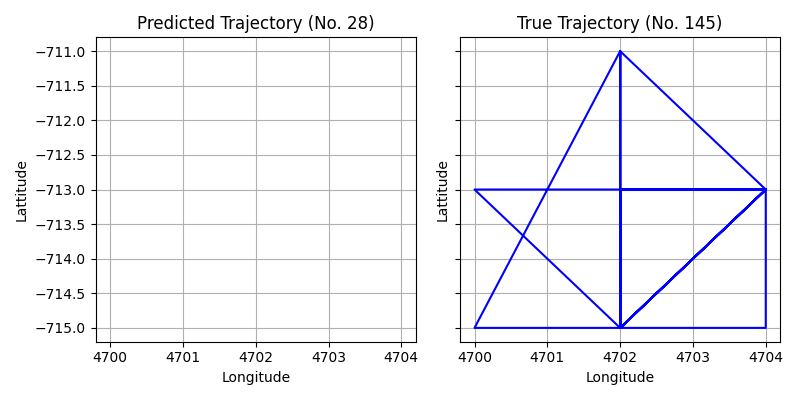 Predicted Trajectory (No. 28)
Lattitude
−711.0
−711.5
−712.0
−712.5
−713.0
−713.5
−714.0
−714.5
−715.0
4700 4701 4702 4703 4704
Longitude
True Trajectory (No. 145)
Lattitude
4700 4701 4702 4703 4704
Longitude